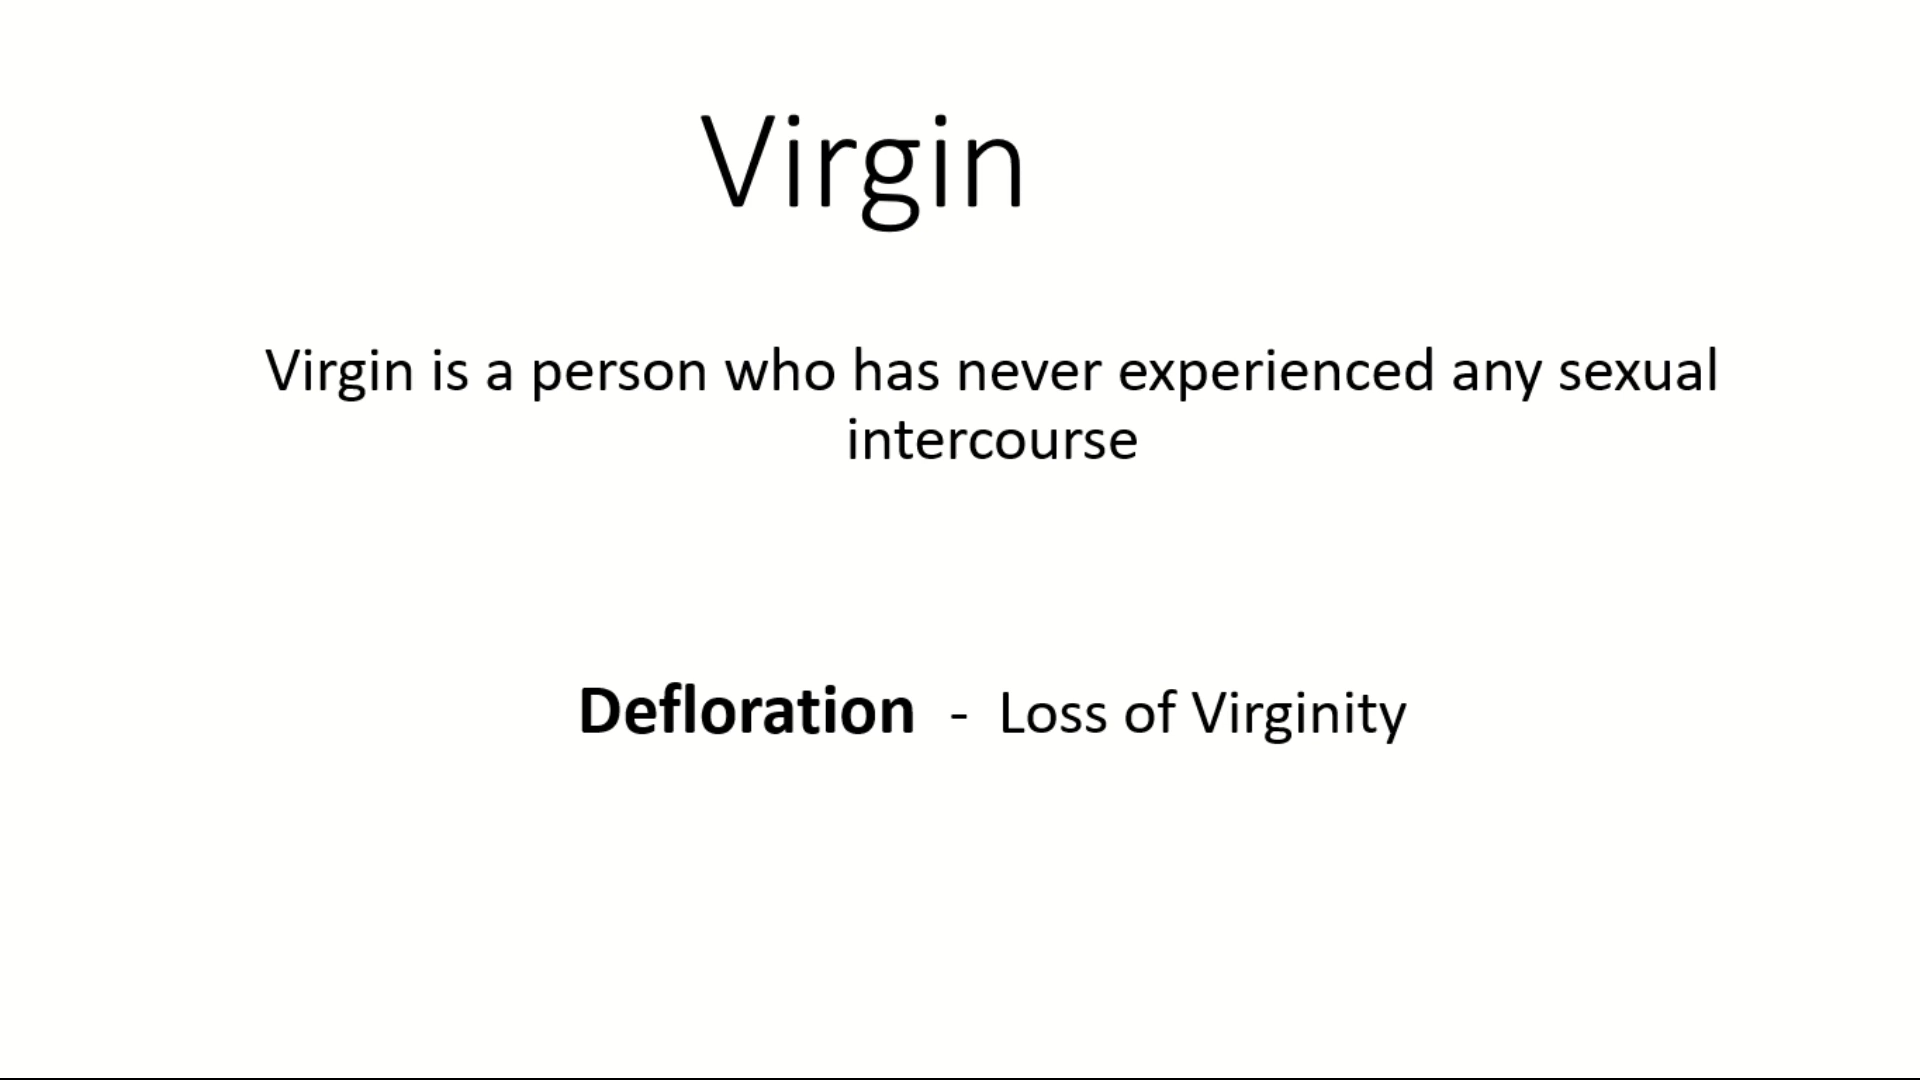 Virgin
Virgin is a person who has never experienced any sexual
intercourse
Defloration - Loss of Virginity